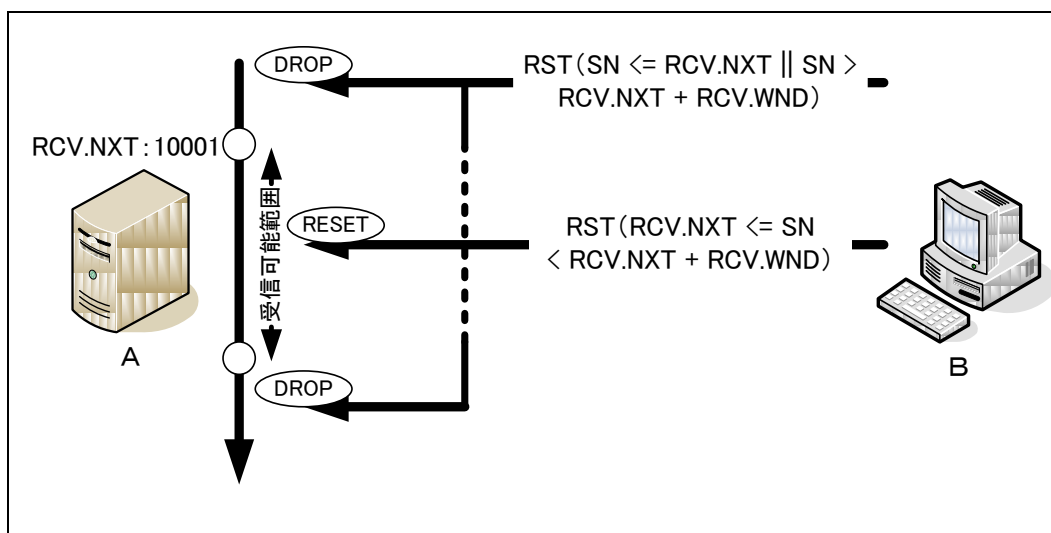 DROP
RST(SN <= RCV.NXT || SN >
RCV.NXT + RCV.WND)
RCV.NXT:10001
受信可能範囲
RESET
RST(RCV.NXT <= SN
< RCV.NXT + RCV.WND)
A
B
DROP